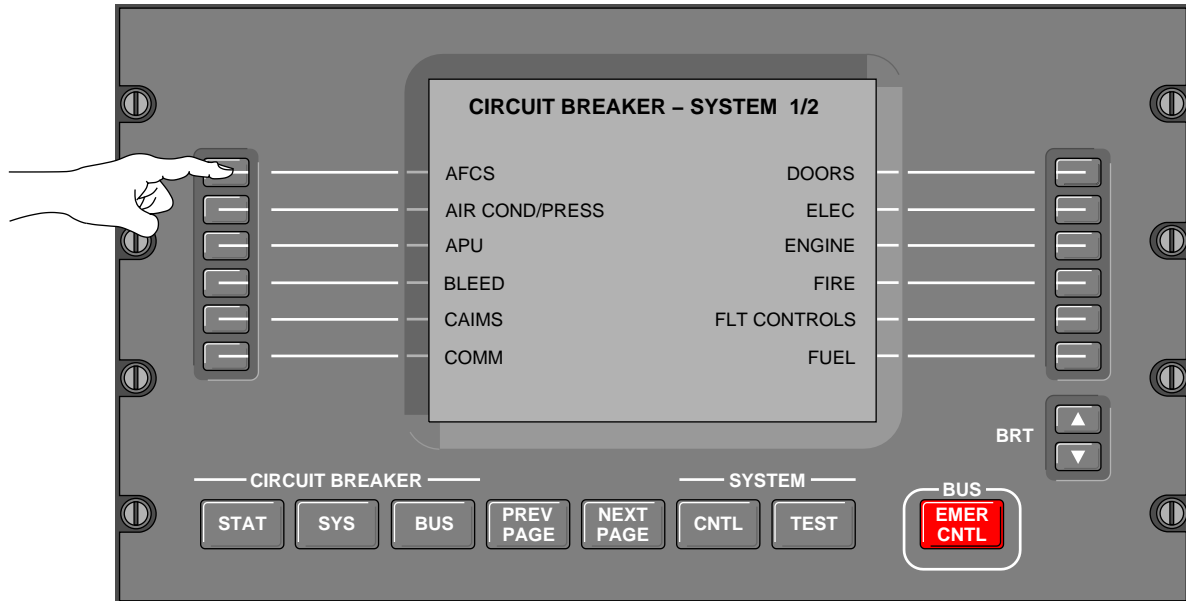 CIRCUIT BREAKER – SYSTEM 1/2
AFCS DOORS
AIR COND/PRESS ELEC
APU ENGINE
BLEED FIRE
CAIMS FLT CONTROLS
COMM FUEL
BRT
CIRCUIT BREAKER SYSTEM BUS
STAT SYS BUS PREV PAGE NEXT PAGE CNTL TEST EMER CNTL